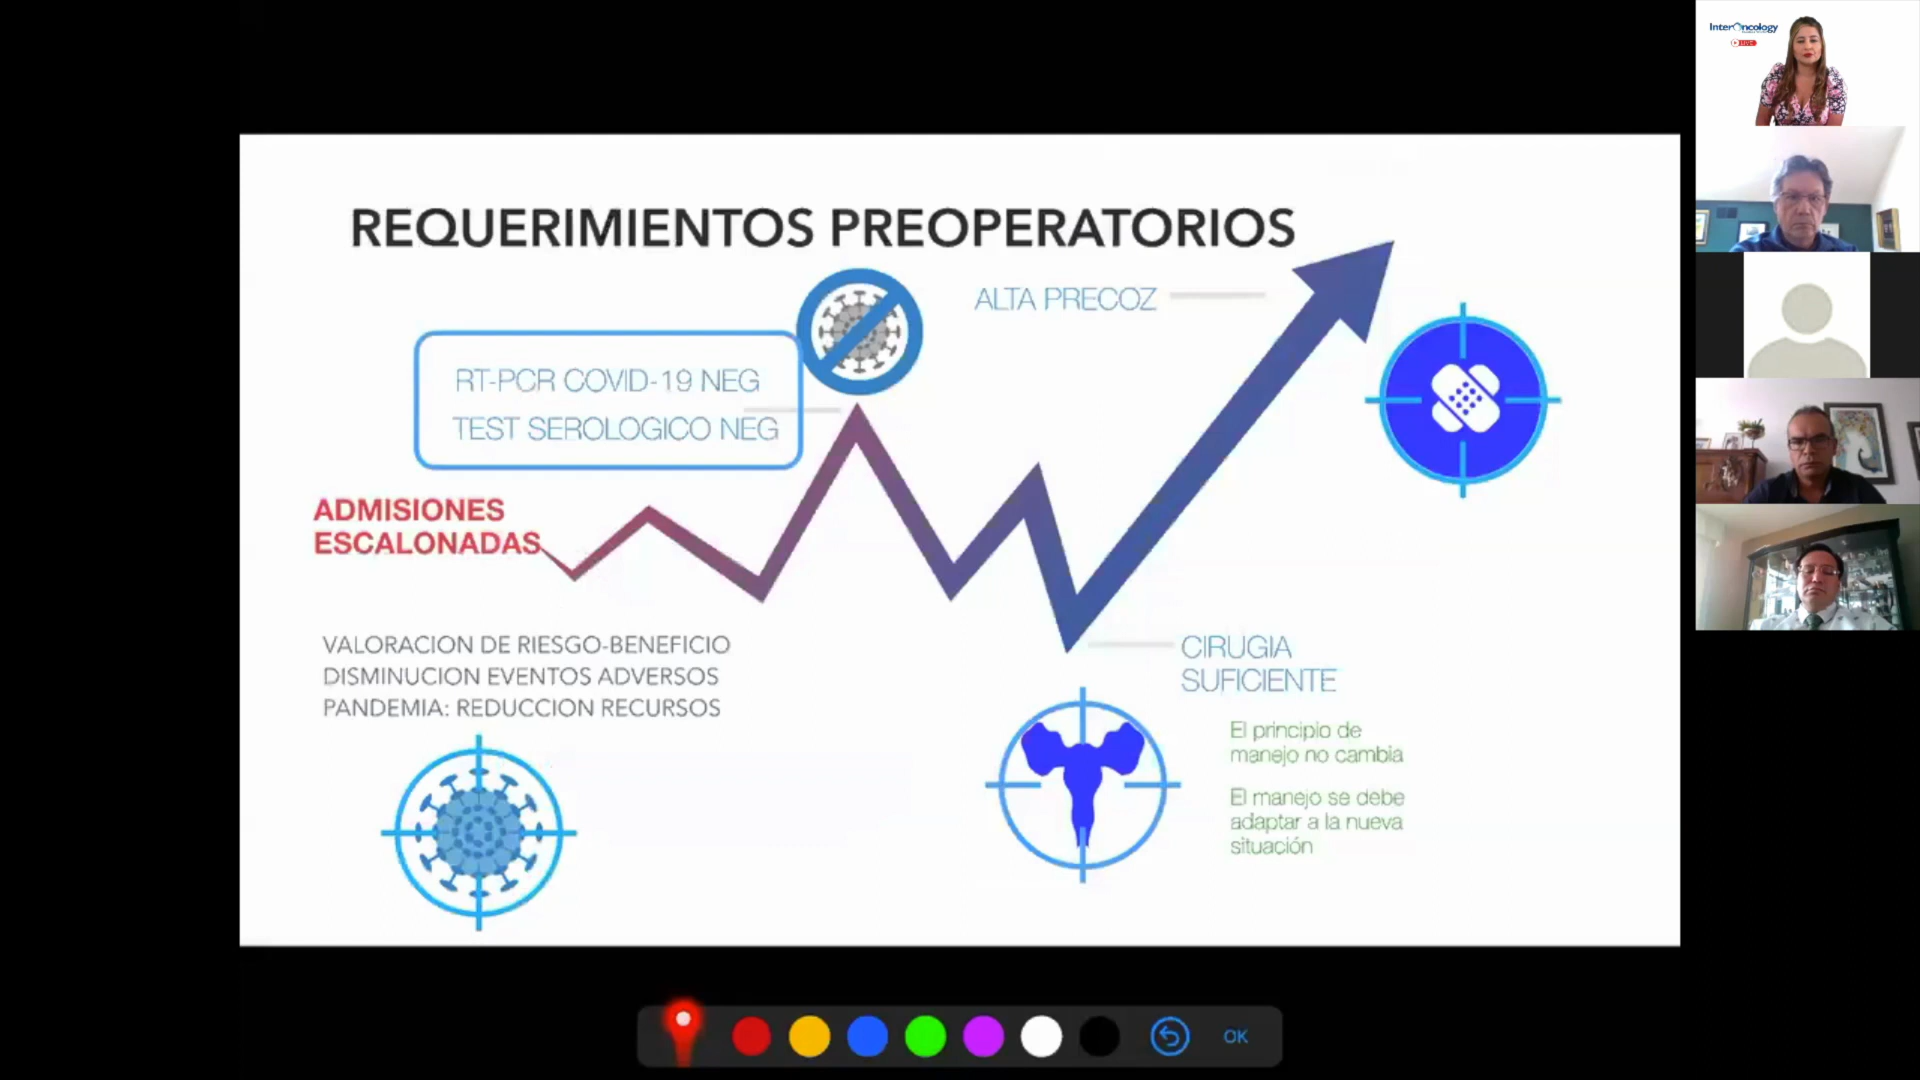 REQUERIMIENTOS PREOPERATORIOS
ALTA PRECOZ
RT-PCR COVID-19 NEG
TEST SEROLOGICO NEG
ADMISIONES
ESCALONADAS
VALORACION DE RIESGO-BENEFICIO
DISMINUCION EVENTOS ADVERSOS
PANDEMIA: REDUCCION RECURSOS
CIRUGIA
SUFICIENTE
El principio de
manejo no cambia
El manejo se debe
adaptar a la nueva
situación
OK
InterOncology
LIVE